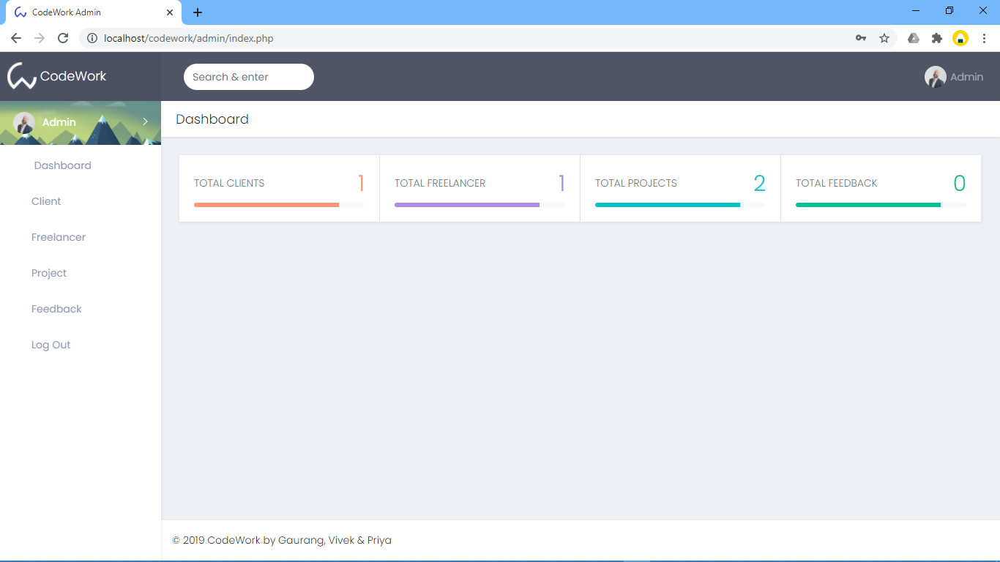 CodeWork Admin
localhost/codework/admin/index.php
CodeWork
Search & enter
Admin
Admin
Dashboard
Dashboard
Client
Freelancer
Project
Feedback
Log Out
TOTAL CLIENTS 1
TOTAL FREELANCER 1
TOTAL PROJECTS 2
TOTAL FEEDBACK 0
© 2019 CodeWork by Gaurang, Vivek & Priya